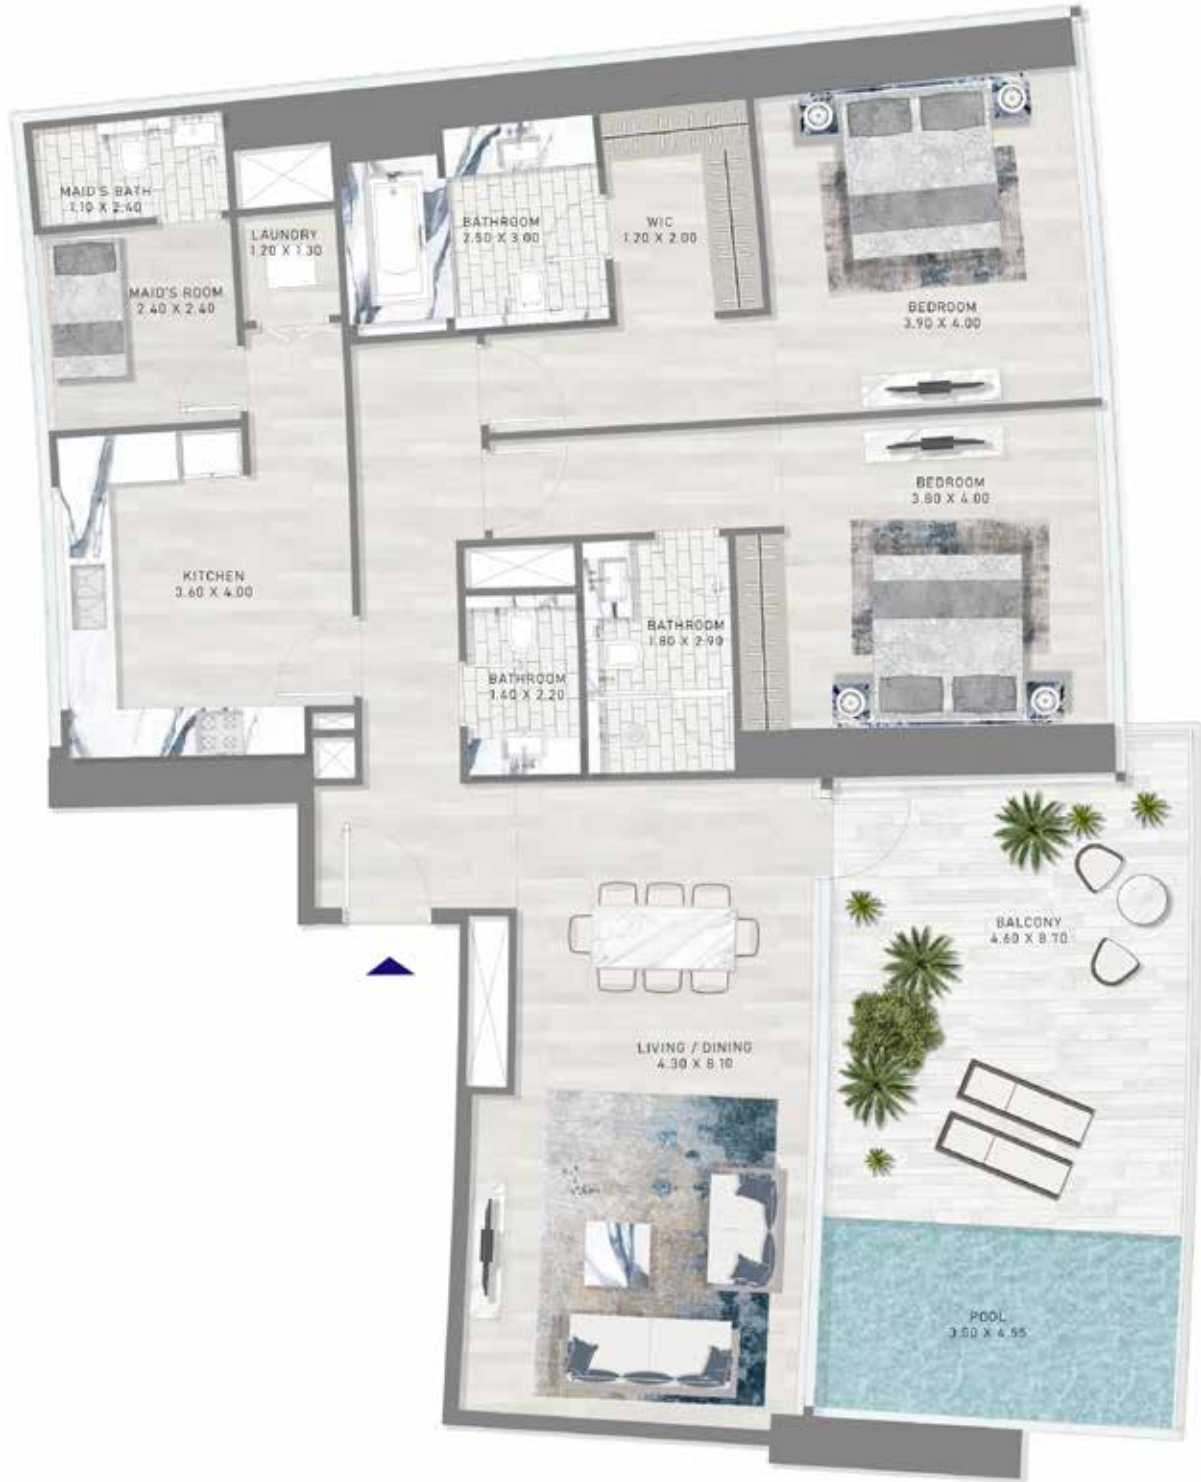 MAID'S BATH
1.10 X 2.40
LAUNDRY
1.20 X 1.30
BATHROOM
2.50 X 3.00
WIC
1.20 X 2.00
MAID'S ROOM
2.40 X 2.40
BEDROOM
3.90 X 4.00
BEDROOM
3.80 X 4.00
KITCHEN
3.60 X 4.00
BATHROOM
1.80 X 2.90
BATHROOM
1.60 X 2.20
BALCONY
4.60 X 8.70
LIVING / DINING
4.30 X 8.10
POOL
3.00 X 4.55